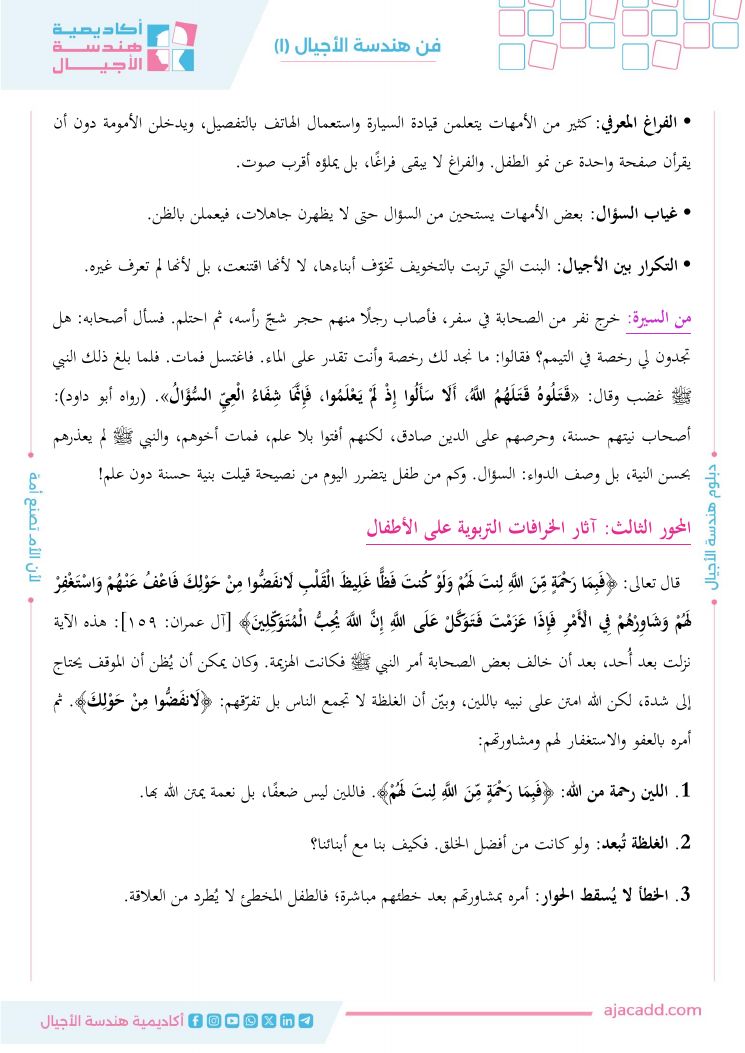 فن هندسة الأجيال (١)
أكاديمية
هندسة
الأجيال
• الفراغ المعرفي: كثير من الأمهات يتعلمن قيادة السيارة واستعمال الهاتف بالتفصيل، ويدخلن الأمومة دون أن
يقرأن صفحة واحدة عن نمو الطفل. والفراغ لا يبقى فراغًا، بل يملؤه أقرب صوت.
• غياب السؤال: بعض الأمهات يستحين من السؤال حتى لا يظهرن جاهلات، فيعملن بالظن.
• التكرار بين الأجيال: البنت التي تربت بالتخويف تخوّف أبناءها، لا لأنها اقتنعت، بل لأنها لم تعرف غيره.
من السيرة: خرج نفر من الصحابة في سفر، فأصاب رجلًا منهم حجر شجّ رأسه، ثم احتلم. فسأل أصحابه: هل
تجدون لي رخصة في التيمم؟ فقالوا: ما نجد لك رخصة وأنت تقدر على الماء. فاغتسل فمات. فلما بلغ ذلك النبي
ﷺ غضب وقال: «قَتَلُوهُ قَتَلَهُمُ اللَّهُ، أَلَا سَأَلُوا إِذْ لَمْ يَعْلَمُوا، فَإِنَّمَا شِفَاءُ الْعِيِّ السُّؤَالُ». (رواه أبو داود):
أصحاب نيتهم حسنة، وحرصهم على الدين صادق، لكنهم أفتوا بلا علم، فمات أخوهم، والنبي ﷺ لم يعذرهم
بحسن النية، بل وصف الدواء: السؤال. وكم من طفل يتضرر اليوم من نصيحة قيلت بنية حسنة دون علم!
المحور الثالث: آثار الخرافات التربوية على الأطفال
قال تعالى: ﴿فَبِمَا رَحْمَةٍ مِّنَ اللَّهِ لِنتَ لَهُمْ وَلَوْ كُنتَ فَظًّا غَلِيظَ الْقَلْبِ لَانفَضُّوا مِنْ حَوْلِكَ فَاعْفُ عَنْهُمْ وَاسْتَغْفِرْ
لَهُمْ وَشَاوِرْهُمْ فِي الْأَمْرِ فَإِذَا عَزَمْتَ فَتَوَكَّلْ عَلَى اللَّهِ إِنَّ اللَّهَ يُحِبُّ الْمُتَوَكِّلِينَ﴾ [آل عمران: ١٥٩]: هذه الآية
نزلت بعد أُحد، بعد أن خالف بعض الصحابة أمر النبي ﷺ فكانت الهزيمة. وكان يمكن أن يُظن أن الموقف يحتاج
إلى شدة، لكن الله امتن على نبيه باللين، وبيّن أن الغلظة لا تجمع الناس بل تفرّقهم: ﴿لَانفَضُّوا مِنْ حَوْلِكَ﴾. ثم
أمره بالعفو والاستغفار لهم ومشاورتهم:
1. اللين رحمة من الله: ﴿فَبِمَا رَحْمَةٍ مِّنَ اللَّهِ لِنتَ لَهُمْ﴾. فاللين ليس ضعفًا، بل نعمة يمتن الله بها.
2. الغلظة تُبعد: ولو كانت من أفضل الخلق. فكيف بنا مع أبنائنا؟
3. الخطأ لا يُسقط الحوار: أمره بمشاورتهم بعد خطئهم مباشرة؛ فالطفل المخطئ لا يُطرد من العلاقة.
دبلوم هندسة الأجيال
لأن الأم تصنع أمة
ajacadd.com
أكاديمية هندسة الأجيال